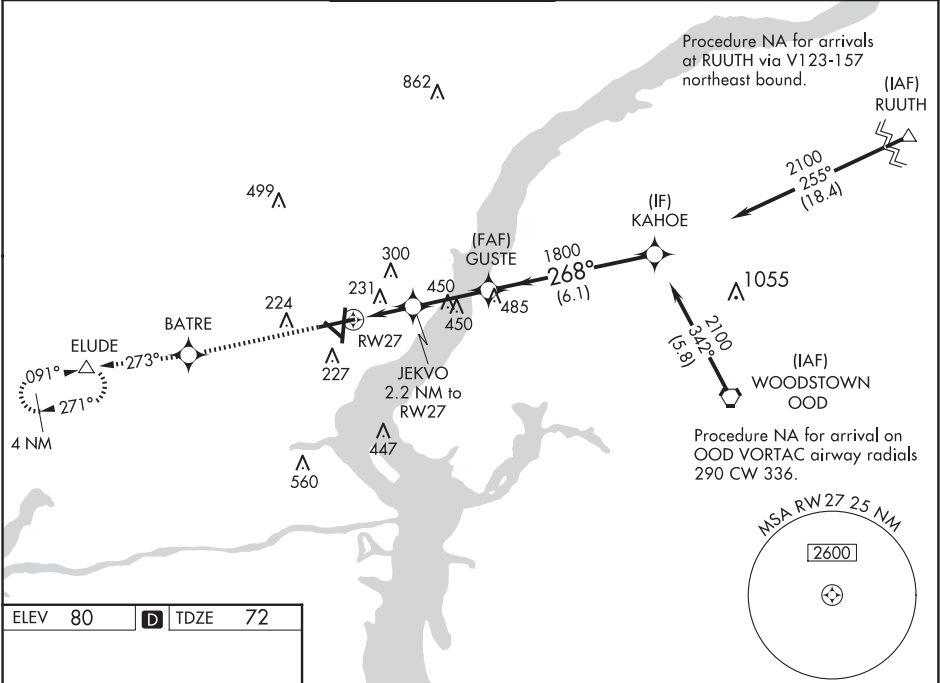 Procedure NA for arrivals
at RUUTH via V123-157
northeast bound.
(IAF)
RUUTH
2100
255°
(18.4)
862
499
(IF)
KAHOE
(FAF)
GUSTE
1800
268°
(6.1)
1055
300
231
450
450
485
224
BATRE
RW27
227
JEKVO
2.2 NM to
RW27
ELUDE
273°
091°
271°
4 NM
2100
342°
(5.8)
(IAF)
WOODSTOWN
OOD
Procedure NA for arrival on
OOD VORTAC airway radials
290 CW 336.
447
560
MSA RW27 25 NM
2600
ELEV 80 D TDZE 72